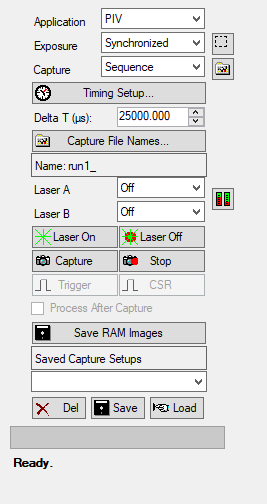 Application PIV
Exposure Synchronized
Capture Sequence
Timing Setup...
Delta T (µs): 25000.000
Capture File Names...
Name: run1_
Laser A Off
Laser B Off
Laser On Laser Off
Capture Stop
Trigger CSR
Process After Capture
Save RAM Images
Saved Capture Setups
Del Save Load
Ready.